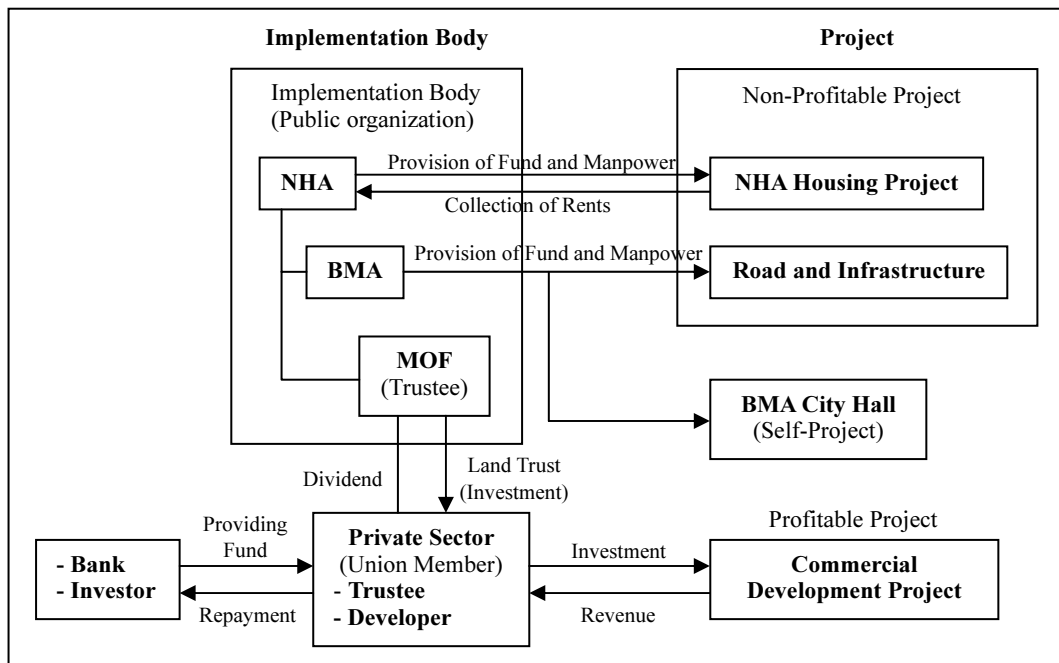 Implementation Body
Project
Implementation Body
(Public organization)
Non-Profitable Project
NHA
Provision of Fund and Manpower
Collection of Rents
NHA Housing Project
BMA
Provision of Fund and Manpower
Road and Infrastructure
MOF
(Trustee)
BMA City Hall
(Self-Project)
Dividend
Land Trust
(Investment)
Providing
Fund
Profitable Project
- Bank
- Investor
Repayment
Private Sector
(Union Member)
- Trustee
- Developer
Investment
Revenue
Commercial
Development Project